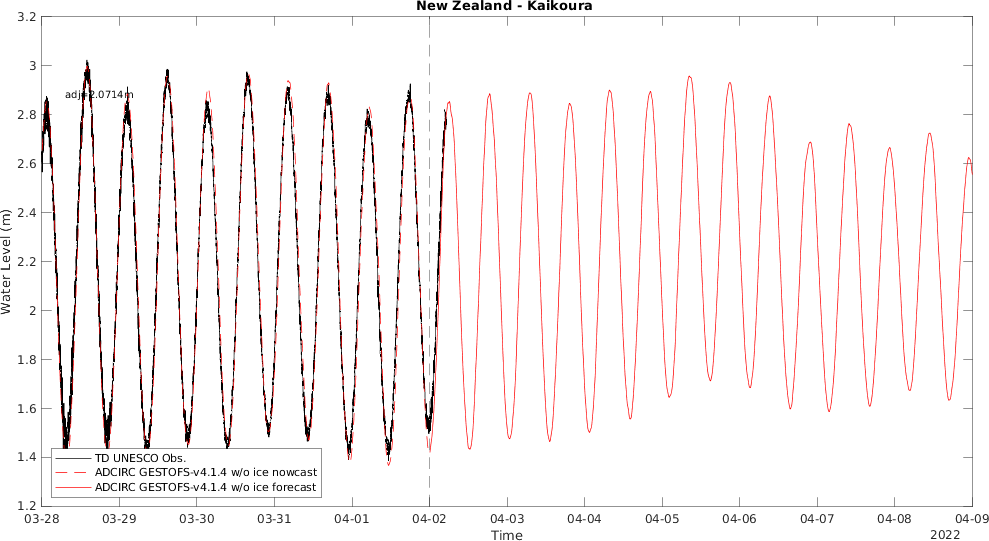 New Zealand - Kaikoura
3.2
3
2.8
2.6
2.4
2.2
2
1.8
1.6
1.4
1.2
Water Level (m)
adj=2.0714m
TD UNESCO Obs.
ADCIRC GESTOFS-v4.1.4 w/o ice nowcast
ADCIRC GESTOFS-v4.1.4 w/o ice forecast
03-28 03-29 03-30 03-31 04-01 04-02 04-03 04-04 04-05 04-06 04-07 04-08 04-09
Time
2022